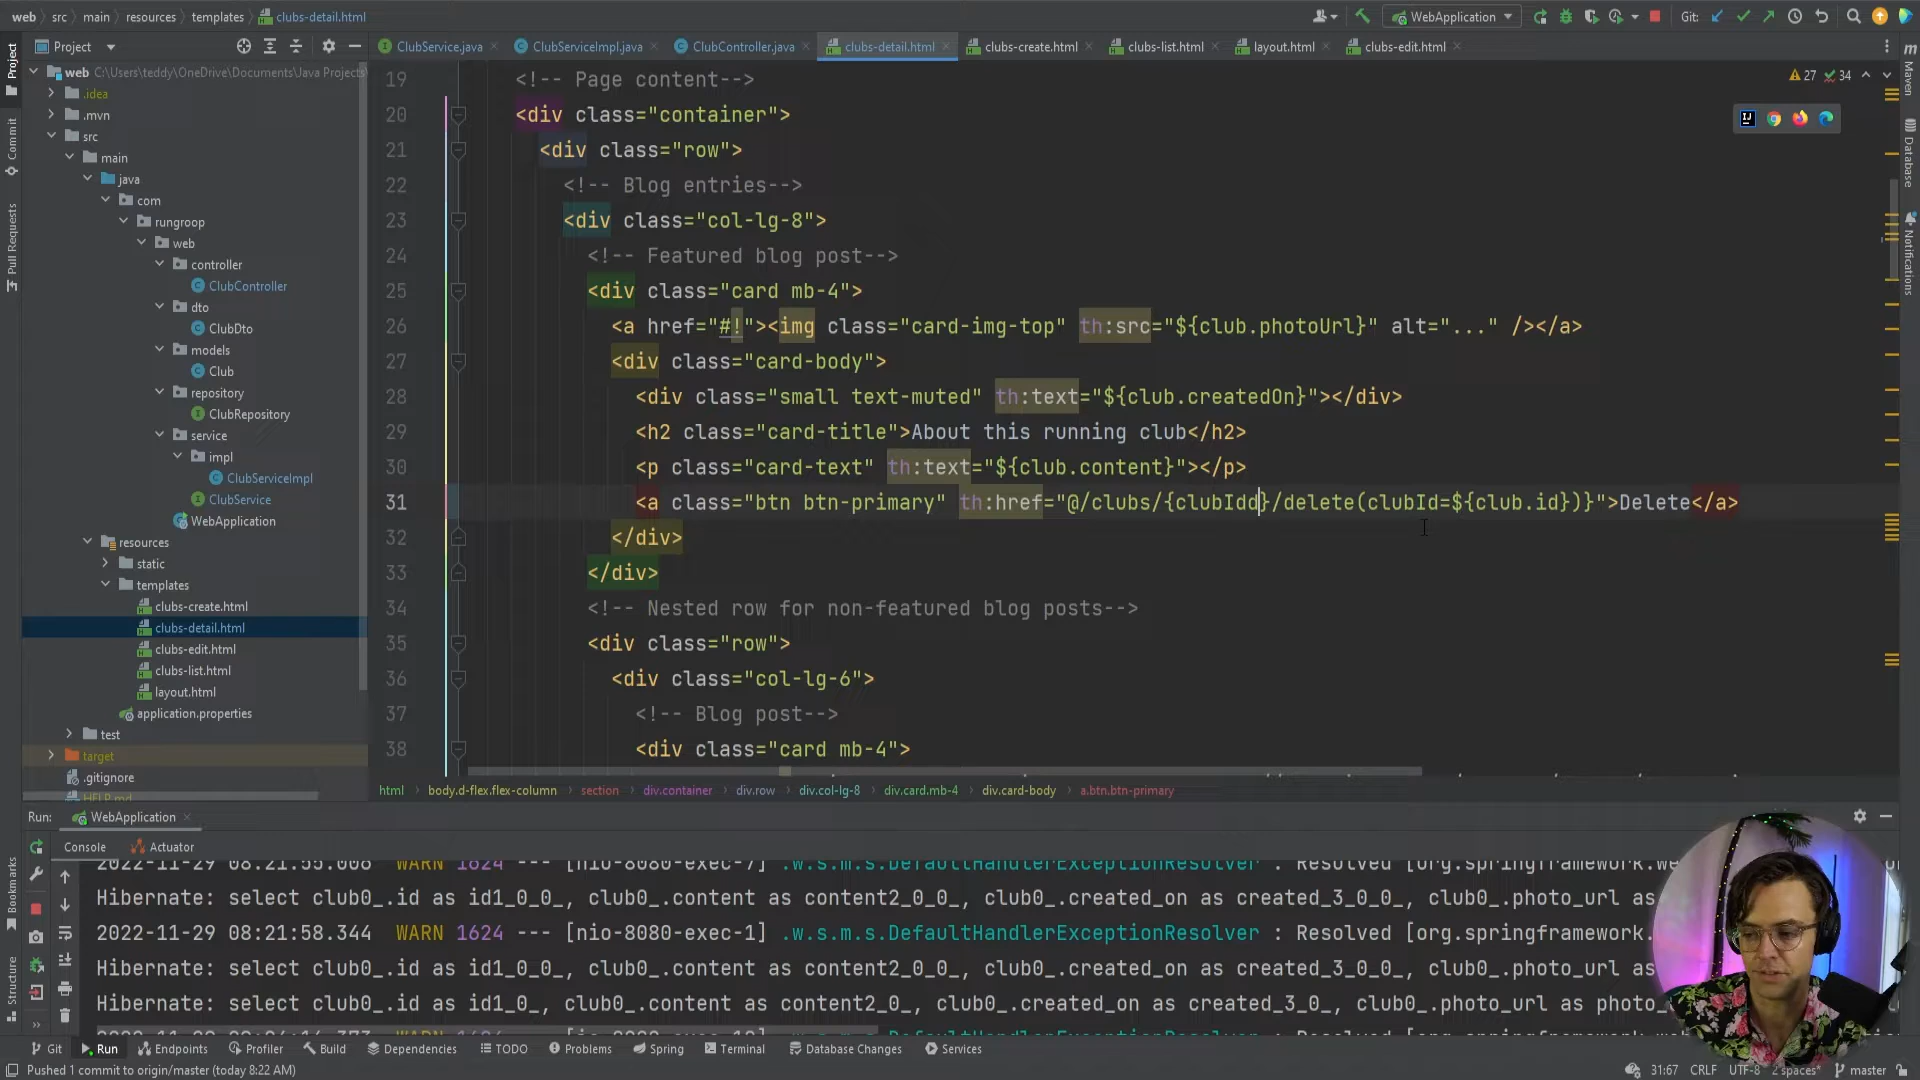 web > src > main > resources > templates > clubs-detail.html
WebApplication
Git:
Project
ClubService.java
ClubServiceImpl.java
ClubController.java
clubs-detail.html
clubs-create.html
clubs-list.html
layout.html
clubs-edit.html
web C:\Users\teddy\OneDrive\Documents\Java Projects
.idea
.mvn
src
main
java
com
rungroop
web
controller
ClubController
dto
ClubDto
models
Club
repository
ClubRepository
service
impl
ClubServiceImpl
ClubService
WebApplication
resources
static
templates
clubs-create.html
clubs-detail.html
clubs-edit.html
clubs-list.html
layout.html
application.properties
test
target
.gitignore
HELP.md
Project
Commit
Pull Requests
Bookmarks
Structure
27 34
19 <!-- Page content-->
20 <div class="container">
21 <div class="row">
22 <!-- Blog entries-->
23 <div class="col-lg-8">
24 <!-- Featured blog post-->
25 <div class="card mb-4">
26 <a href="#!"><img class="card-img-top" th:src="${club.photoUrl}" alt="..." /></a>
27 <div class="card-body">
28 <div class="small text-muted" th:text="${club.createdOn}"></div>
29 <h2 class="card-title">About this running club</h2>
30 <p class="card-text" th:text="${club.content}"></p>
31 <a class="btn btn-primary" th:href="@/clubs/{clubIdd}/delete(clubId=${club.id})}">Delete</a>
32 </div>
33 </div>
34 <!-- Nested row for non-featured blog posts-->
35 <div class="row">
36 <div class="col-lg-6">
37 <!-- Blog post-->
38 <div class="card mb-4">
Maven
Database
Notifications
html body.d-flex.flex-column section div.container div.row div.col-lg-8 div.card.mb-4 div.card-body a.btn.btn-primary
Run: WebApplication
Console Actuator
2022-11-29 08:21:55.006 WARN 1624 --- [nio-8080-exec-7] .w.s.m.s.DefaultHandlerExceptionResolver : Resolved [org.springframework.we
Hibernate: select club0_.id as id1_0_0_, club0_.content as content2_0_0_, club0_.created_on as created_3_0_0_, club0_.photo_url as
2022-11-29 08:21:58.344 WARN 1624 --- [nio-8080-exec-1] .w.s.m.s.DefaultHandlerExceptionResolver : Resolved [org.springframework.
Hibernate: select club0_.id as id1_0_0_, club0_.content as content2_0_0_, club0_.created_on as created_3_0_0_, club0_.photo_url as
Hibernate: select club0_.id as id1_0_, club0_.content as content2_0_, club0_.created_on as created_3_0_, club0_.photo_url as photo_
Git Run Endpoints Profiler Build Dependencies TODO Problems Spring Terminal Database Changes Services
Pushed 1 commit to origin/master (today 8:22 AM)
31:67 CRLF UTF-8 2 spaces* master